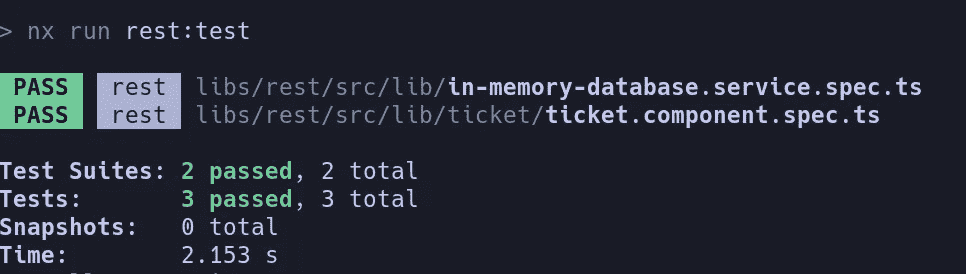 > nx run rest:test
PASS rest libs/rest/src/lib/in-memory-database.service.spec.ts
PASS rest libs/rest/src/lib/ticket/ticket.component.spec.ts
Test Suites: 2 passed, 2 total
Tests: 3 passed, 3 total
Snapshots: 0 total
Time: 2.153 s